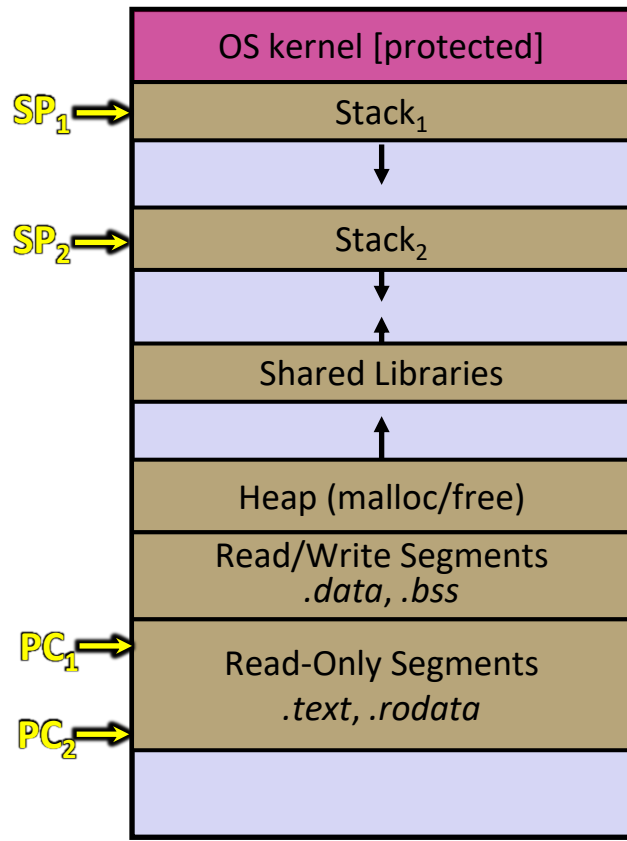 OS kernel [protected]
SP₁
Stack₁
SP₂
Stack₂
Shared Libraries
Heap (malloc/free)
Read/Write Segments
.data, .bss
PC₁
Read-Only Segments
.text, .rodata
PC₂